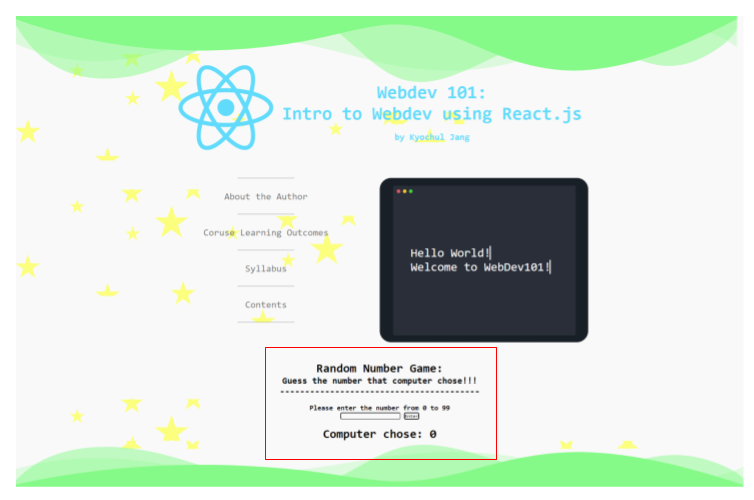 Webdev 101:
Intro to Webdev using React.js
by Kyochul Jang
About the Author
Coruse Learning Outcomes
Syllabus
Contents
Hello World!
Welcome to WebDev101!
Random Number Game:
Guess the number that computer chose!!!
----------------------------------------
Please enter the number from 0 to 99
Enter
Computer chose: 0